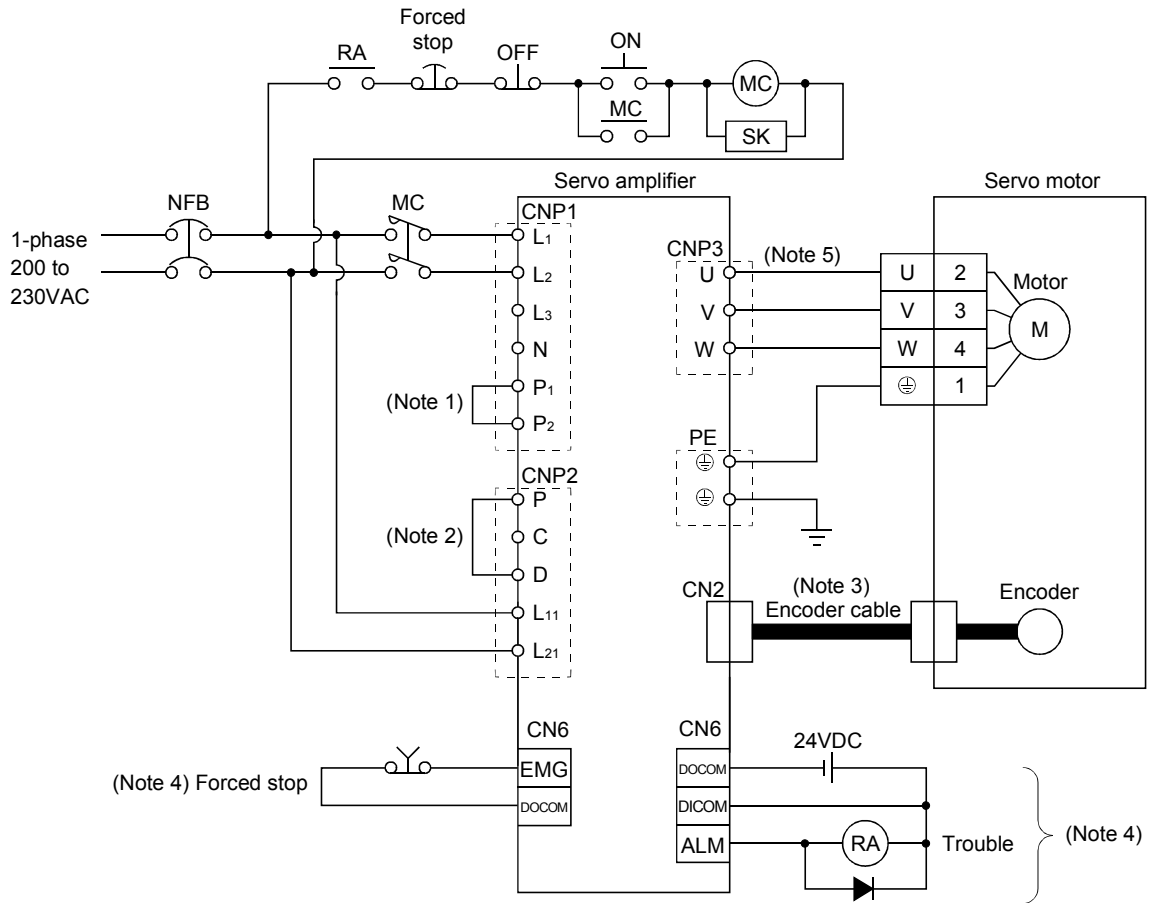 Forced
stop
RA
OFF
ON
MC
MC
SK
Servo amplifier
Servo motor
NFB
MC
CNP1
1-phase
200 to
230VAC
L1
L2
L3
N
P1
P2
(Note 1)
CNP3
U
V
W
(Note 5)
U 2
V 3
W 4
1
Motor
M
PE
CNP2
P
C
D
L11
L21
(Note 2)
CN2
(Note 3)
Encoder cable
Encoder
CN6
EMG
DOCOM
(Note 4) Forced stop
CN6
DOCOM
DICOM
ALM
24VDC
RA
Trouble
(Note 4)